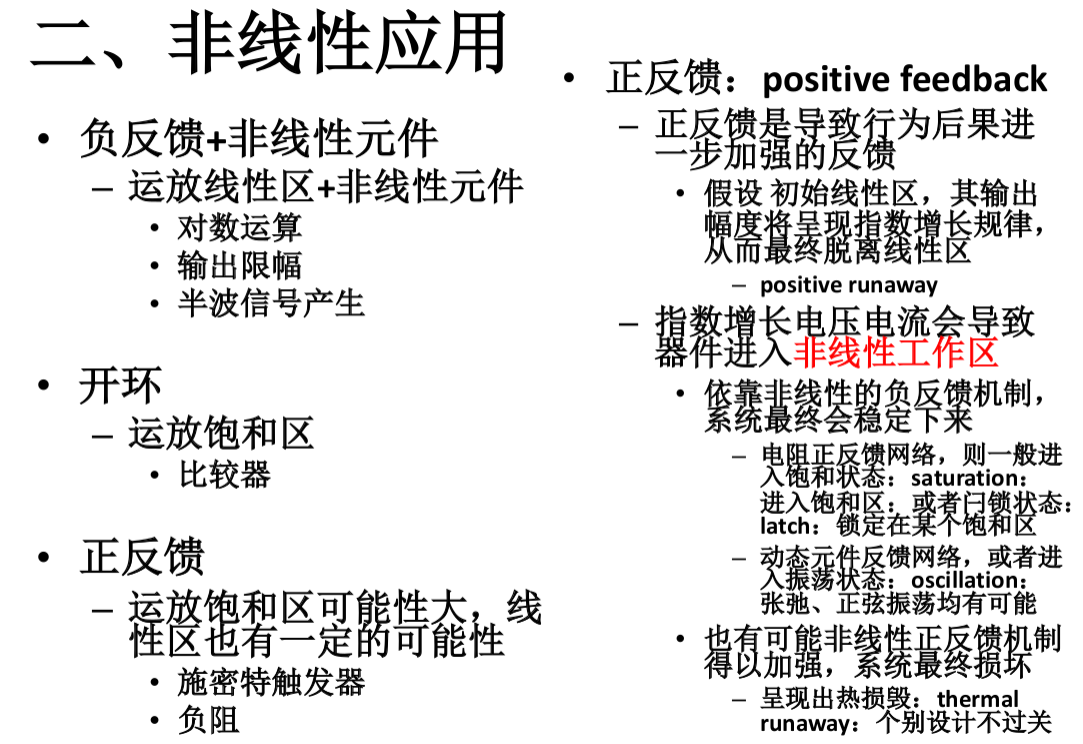 二、非线性应用
• 负反馈+非线性元件
– 运放线性区+非线性元件
• 对数运算
• 输出限幅
• 半波信号产生
• 开环
– 运放饱和区
• 比较器
• 正反馈
– 运放饱和区可能性大，线
性区也有一定的可能性
• 施密特触发器
• 负阻
• 正反馈：positive feedback
– 正反馈是导致行为后果进
一步加强的反馈
• 假设 初始线性区，其输出
幅度将呈现指数增长规律，
从而最终脱离线性区
– positive runaway
– 指数增长电压电流会导致
器件进入非线性工作区
• 依靠非线性的负反馈机制，
系统最终会稳定下来
– 电阻正反馈网络，则一般进
入饱和状态：saturation：
进入饱和区：或者闩锁状态：
latch：锁定在某个饱和区
– 动态元件反馈网络，或者进
入振荡状态：oscillation：
张弛、正弦振荡均有可能
• 也有可能非线性正反馈机制
得以加强，系统最终损坏
– 呈现出热损毁：thermal
runaway：个别设计不过关